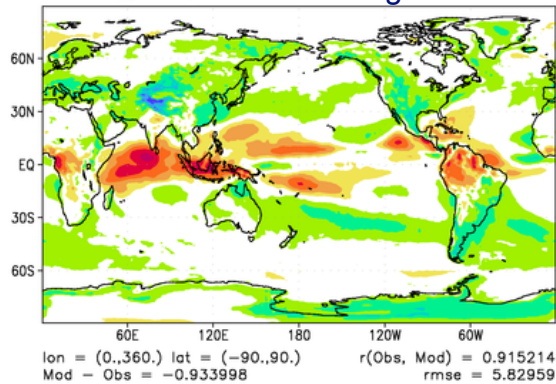 60N
30N
EQ
30S
60S
60E 120E 180 120W 60W
lon = (0.,360.) lat = (-90.,90.) r(Obs, Mod) = 0.915214
Mod - Obs = -0.933998 rmse = 5.82959